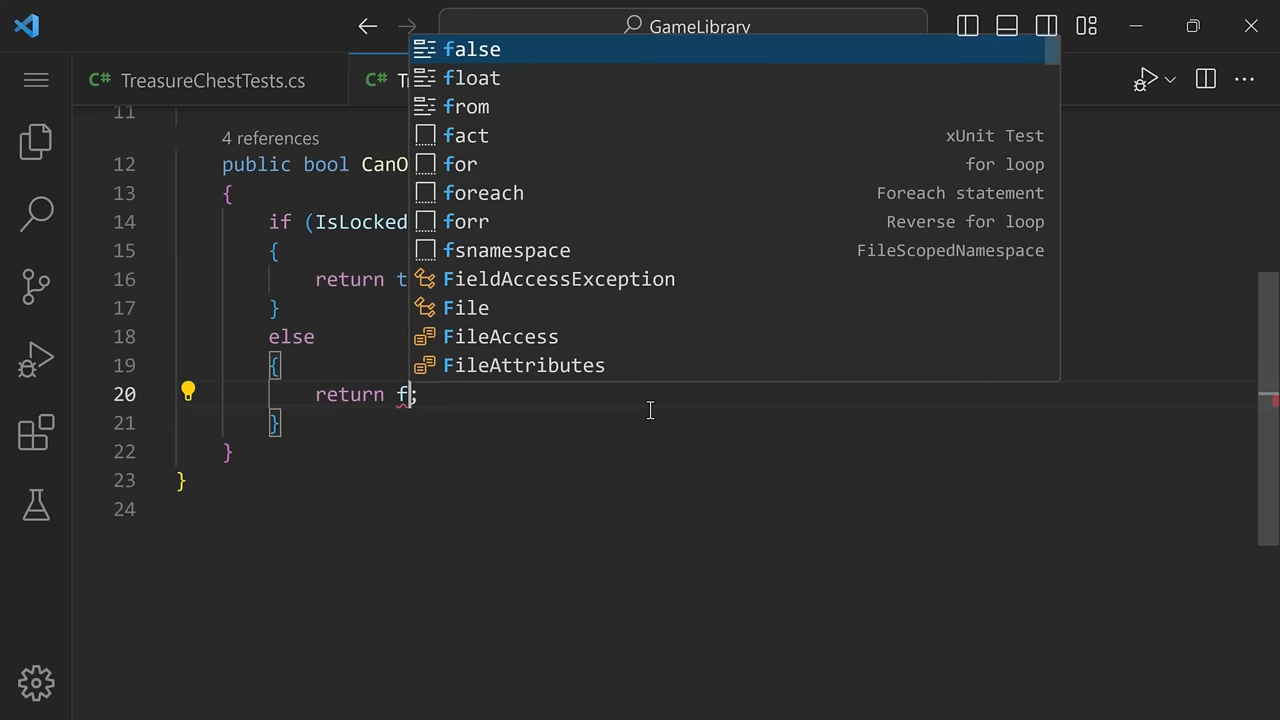 GameLibrary
C# TreasureChestTests.cs
C# T
11
4 references
12 public bool CanO
13 {
14 if (IsLocked
15 {
16 return t
17 }
18 else
19 {
20 return f;
21 }
22 }
23 }
24
false
float
from
fact xUnit Test
for for loop
foreach Foreach statement
forr Reverse for loop
fsnamespace FileScopedNamespace
FieldAccessException
File
FileAccess
FileAttributes